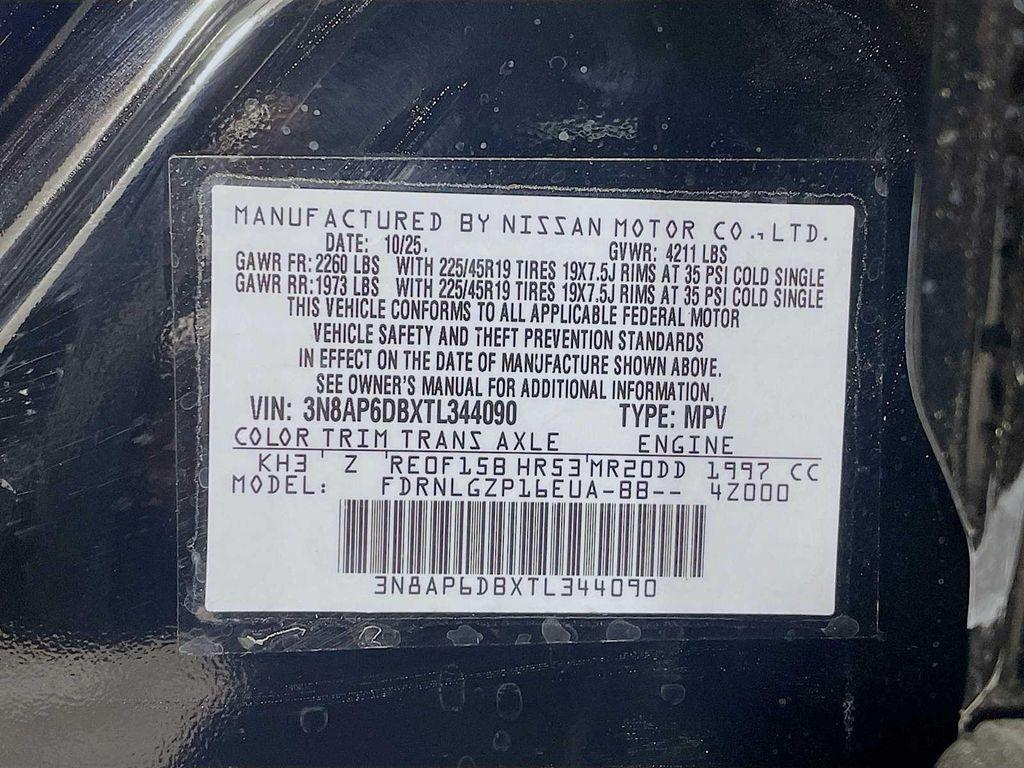 MANUFACTURED BY NISSAN MOTOR CO.,LTD.
DATE: 10/25. GVWR: 4211 LBS
GAWR FR: 2260 LBS WITH 225/45R19 TIRES 19X7.5J RIMS AT 35 PSI COLD SINGLE
GAWR RR: 1973 LBS WITH 225/45R19 TIRES 19X7.5J RIMS AT 35 PSI COLD SINGLE
THIS VEHICLE CONFORMS TO ALL APPLICABLE FEDERAL MOTOR
VEHICLE SAFETY AND THEFT PREVENTION STANDARDS
IN EFFECT ON THE DATE OF MANUFACTURE SHOWN ABOVE.
SEE OWNER'S MANUAL FOR ADDITIONAL INFORMATION.
VIN: 3N8AP6DBXTL344090 TYPE: MPV
COLOR TRIM TRANS AXLE ENGINE
KH3 Z RE0F15B HR53 MR20DD 1997 CC
MODEL: FDRNLGZP16EUA-BB-- 4Z000
3N8AP6DBXTL344090